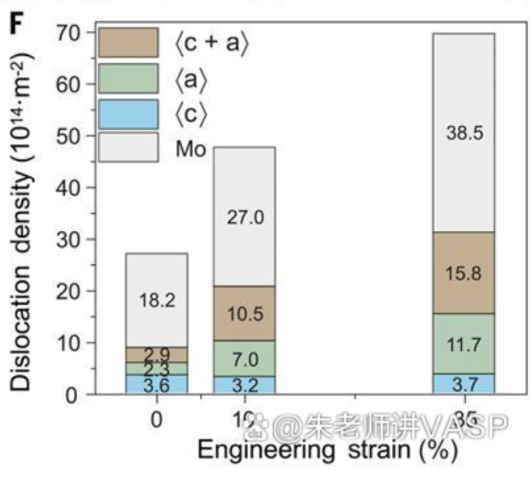 F
Dislocation density (10¹⁴·m⁻²)
70
60
50
40
30
20
10
0
⟨c + a⟩
⟨a⟩
⟨c⟩
Mo
18.2
2.9
2.3
3.6
27.0
10.5
7.0
3.2
38.5
15.8
11.7
3.7
0 10 35
@朱老师讲VASP
Engineering strain (%)